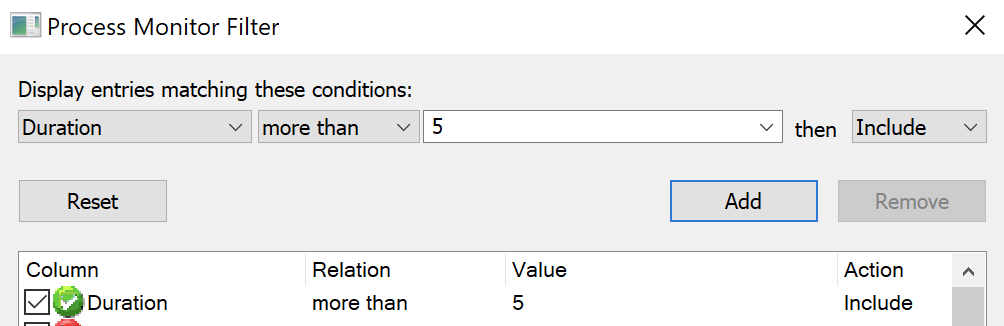 Process Monitor Filter
Display entries matching these conditions:
Duration more than 5 then Include
Reset Add Remove
Column Relation Value Action
Duration more than 5 Include